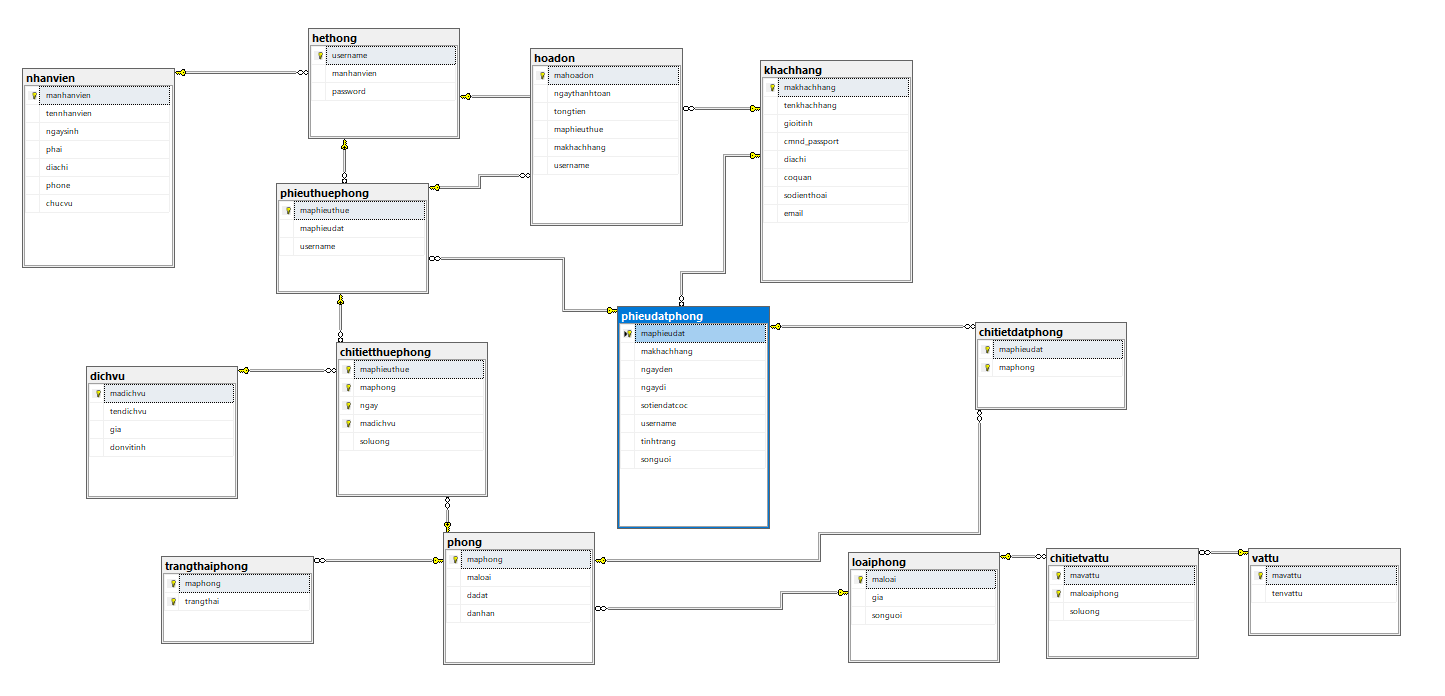 hethong
username
manhanvien
password
nhanvien
manhanvien
tennhanvien
ngaysinh
phai
diachi
phone
chucvu
hoadon
mahoadon
ngaythanhtoan
tongtien
maphieuthue
makhachhang
username
khachhang
makhachhang
tenkhachhang
gioitinh
cmnd_passport
diachi
coquan
sodienthoai
email
phieuthuephong
maphieuthue
maphieudat
username
phieudatphong
maphieudat
makhachhang
ngayden
ngaydi
sotiendatcoc
username
tinhtrang
songuoi
chitietdatphong
maphieudat
maphong
chitietthuephong
maphieuthue
maphong
ngay
madichvu
soluong
dichvu
madichvu
tendichvu
gia
donvitinh
phong
maphong
maloai
dadat
danhan
trangthaiphong
maphong
trangthai
loaiphong
maloai
gia
songuoi
chitietvattu
mavattu
maloaiphong
soluong
vattu
mavattu
tenvattu